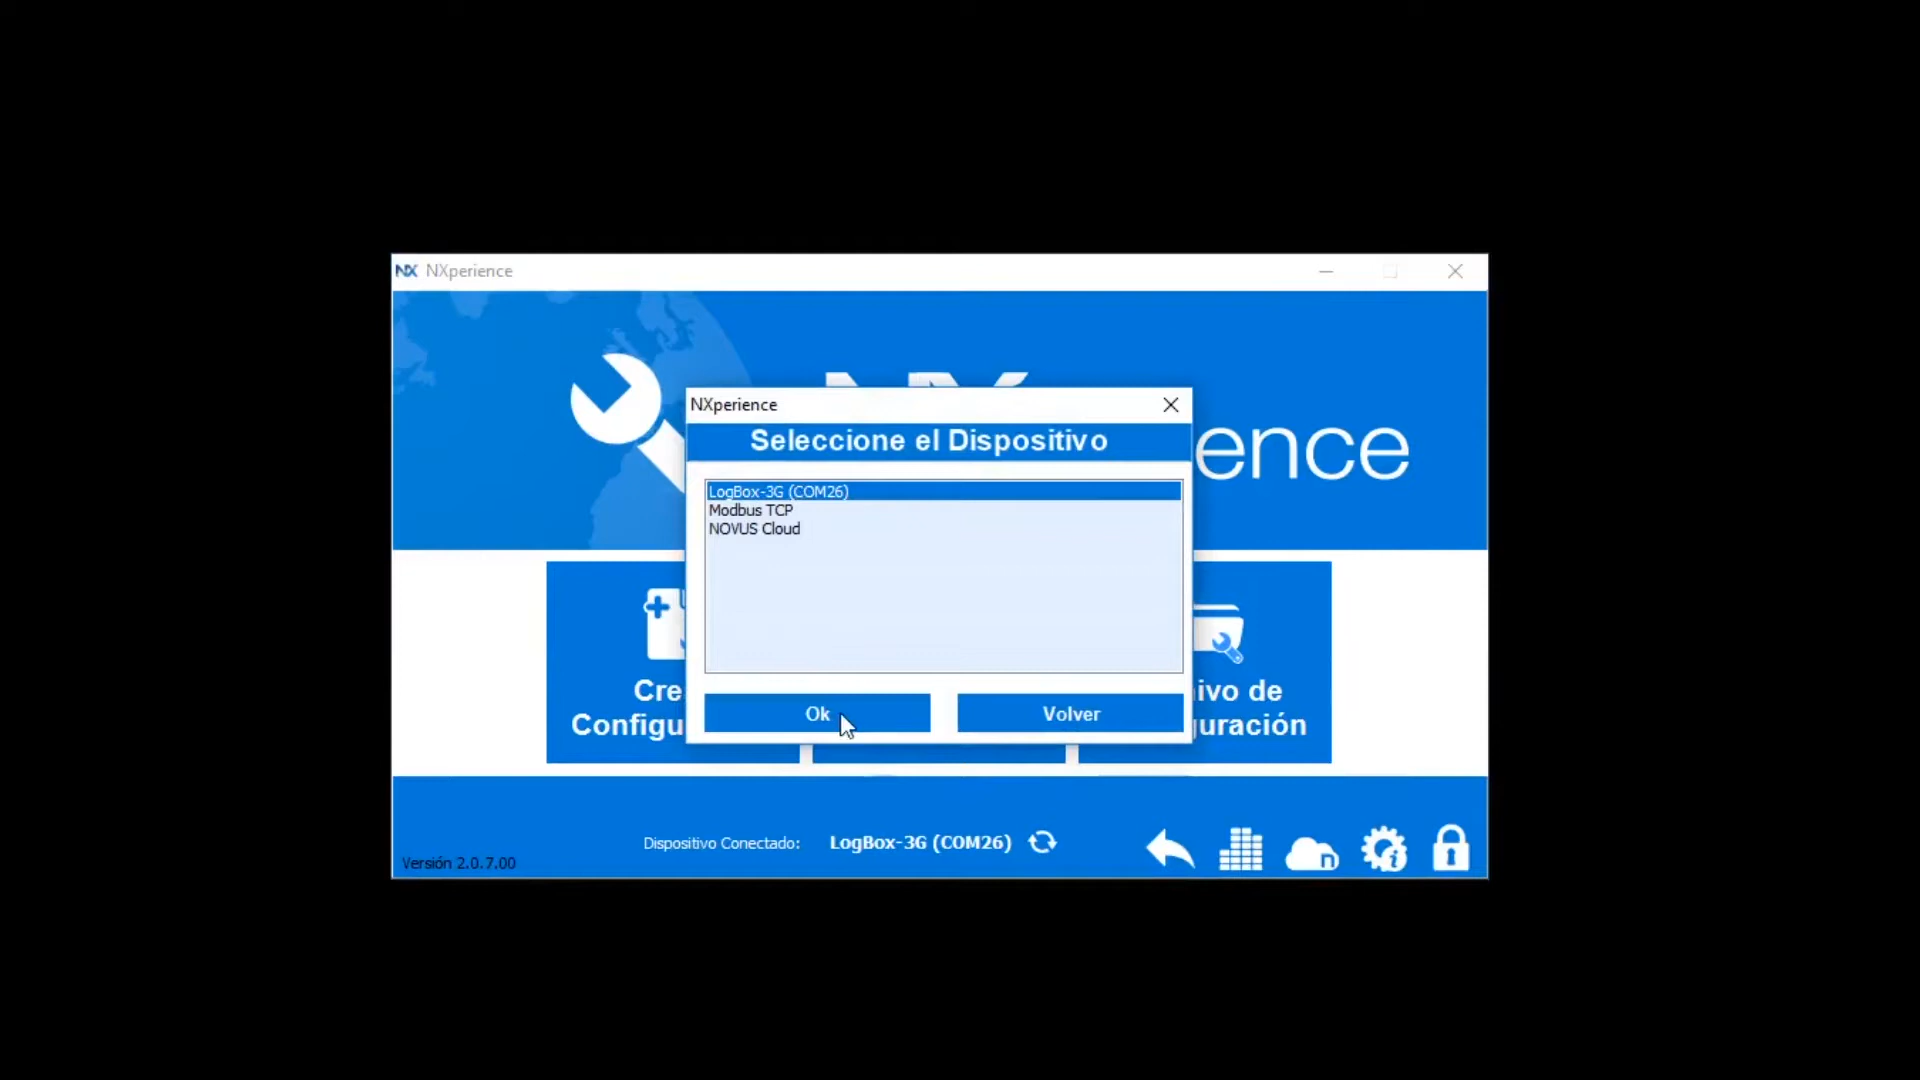 NX NXperience
NXperience
Seleccione el Dispositivo
ence
LogBox-3G (COM26)
Modbus TCP
NOVUS Cloud
Ok
Volver
Cre
Configu
ivo de
uración
Dispositivo Conectado: LogBox-3G (COM26)
Versión 2.0.7.00